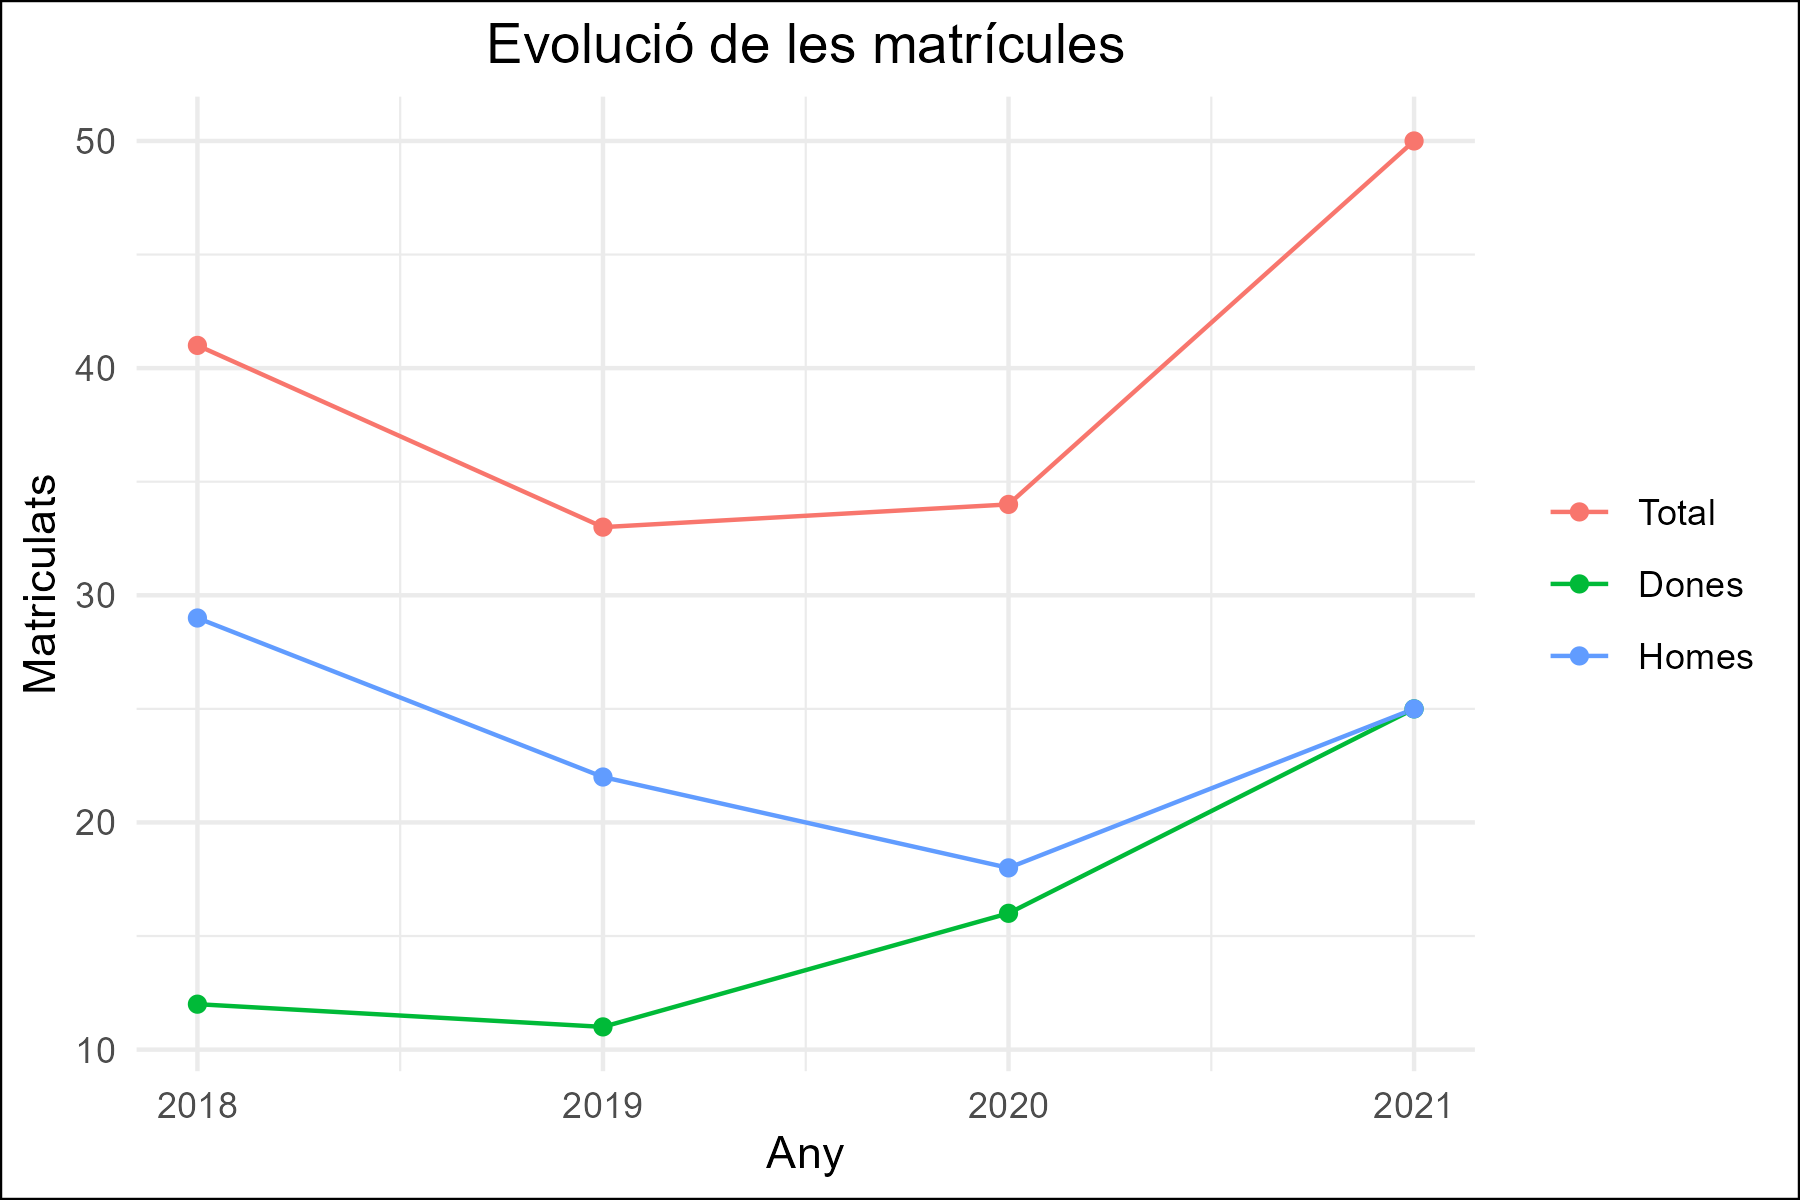 Evolució de les matrícules
50
40
30
20
10
Matriculats
2018 2019 2020 2021
Any
Total
Dones
Homes